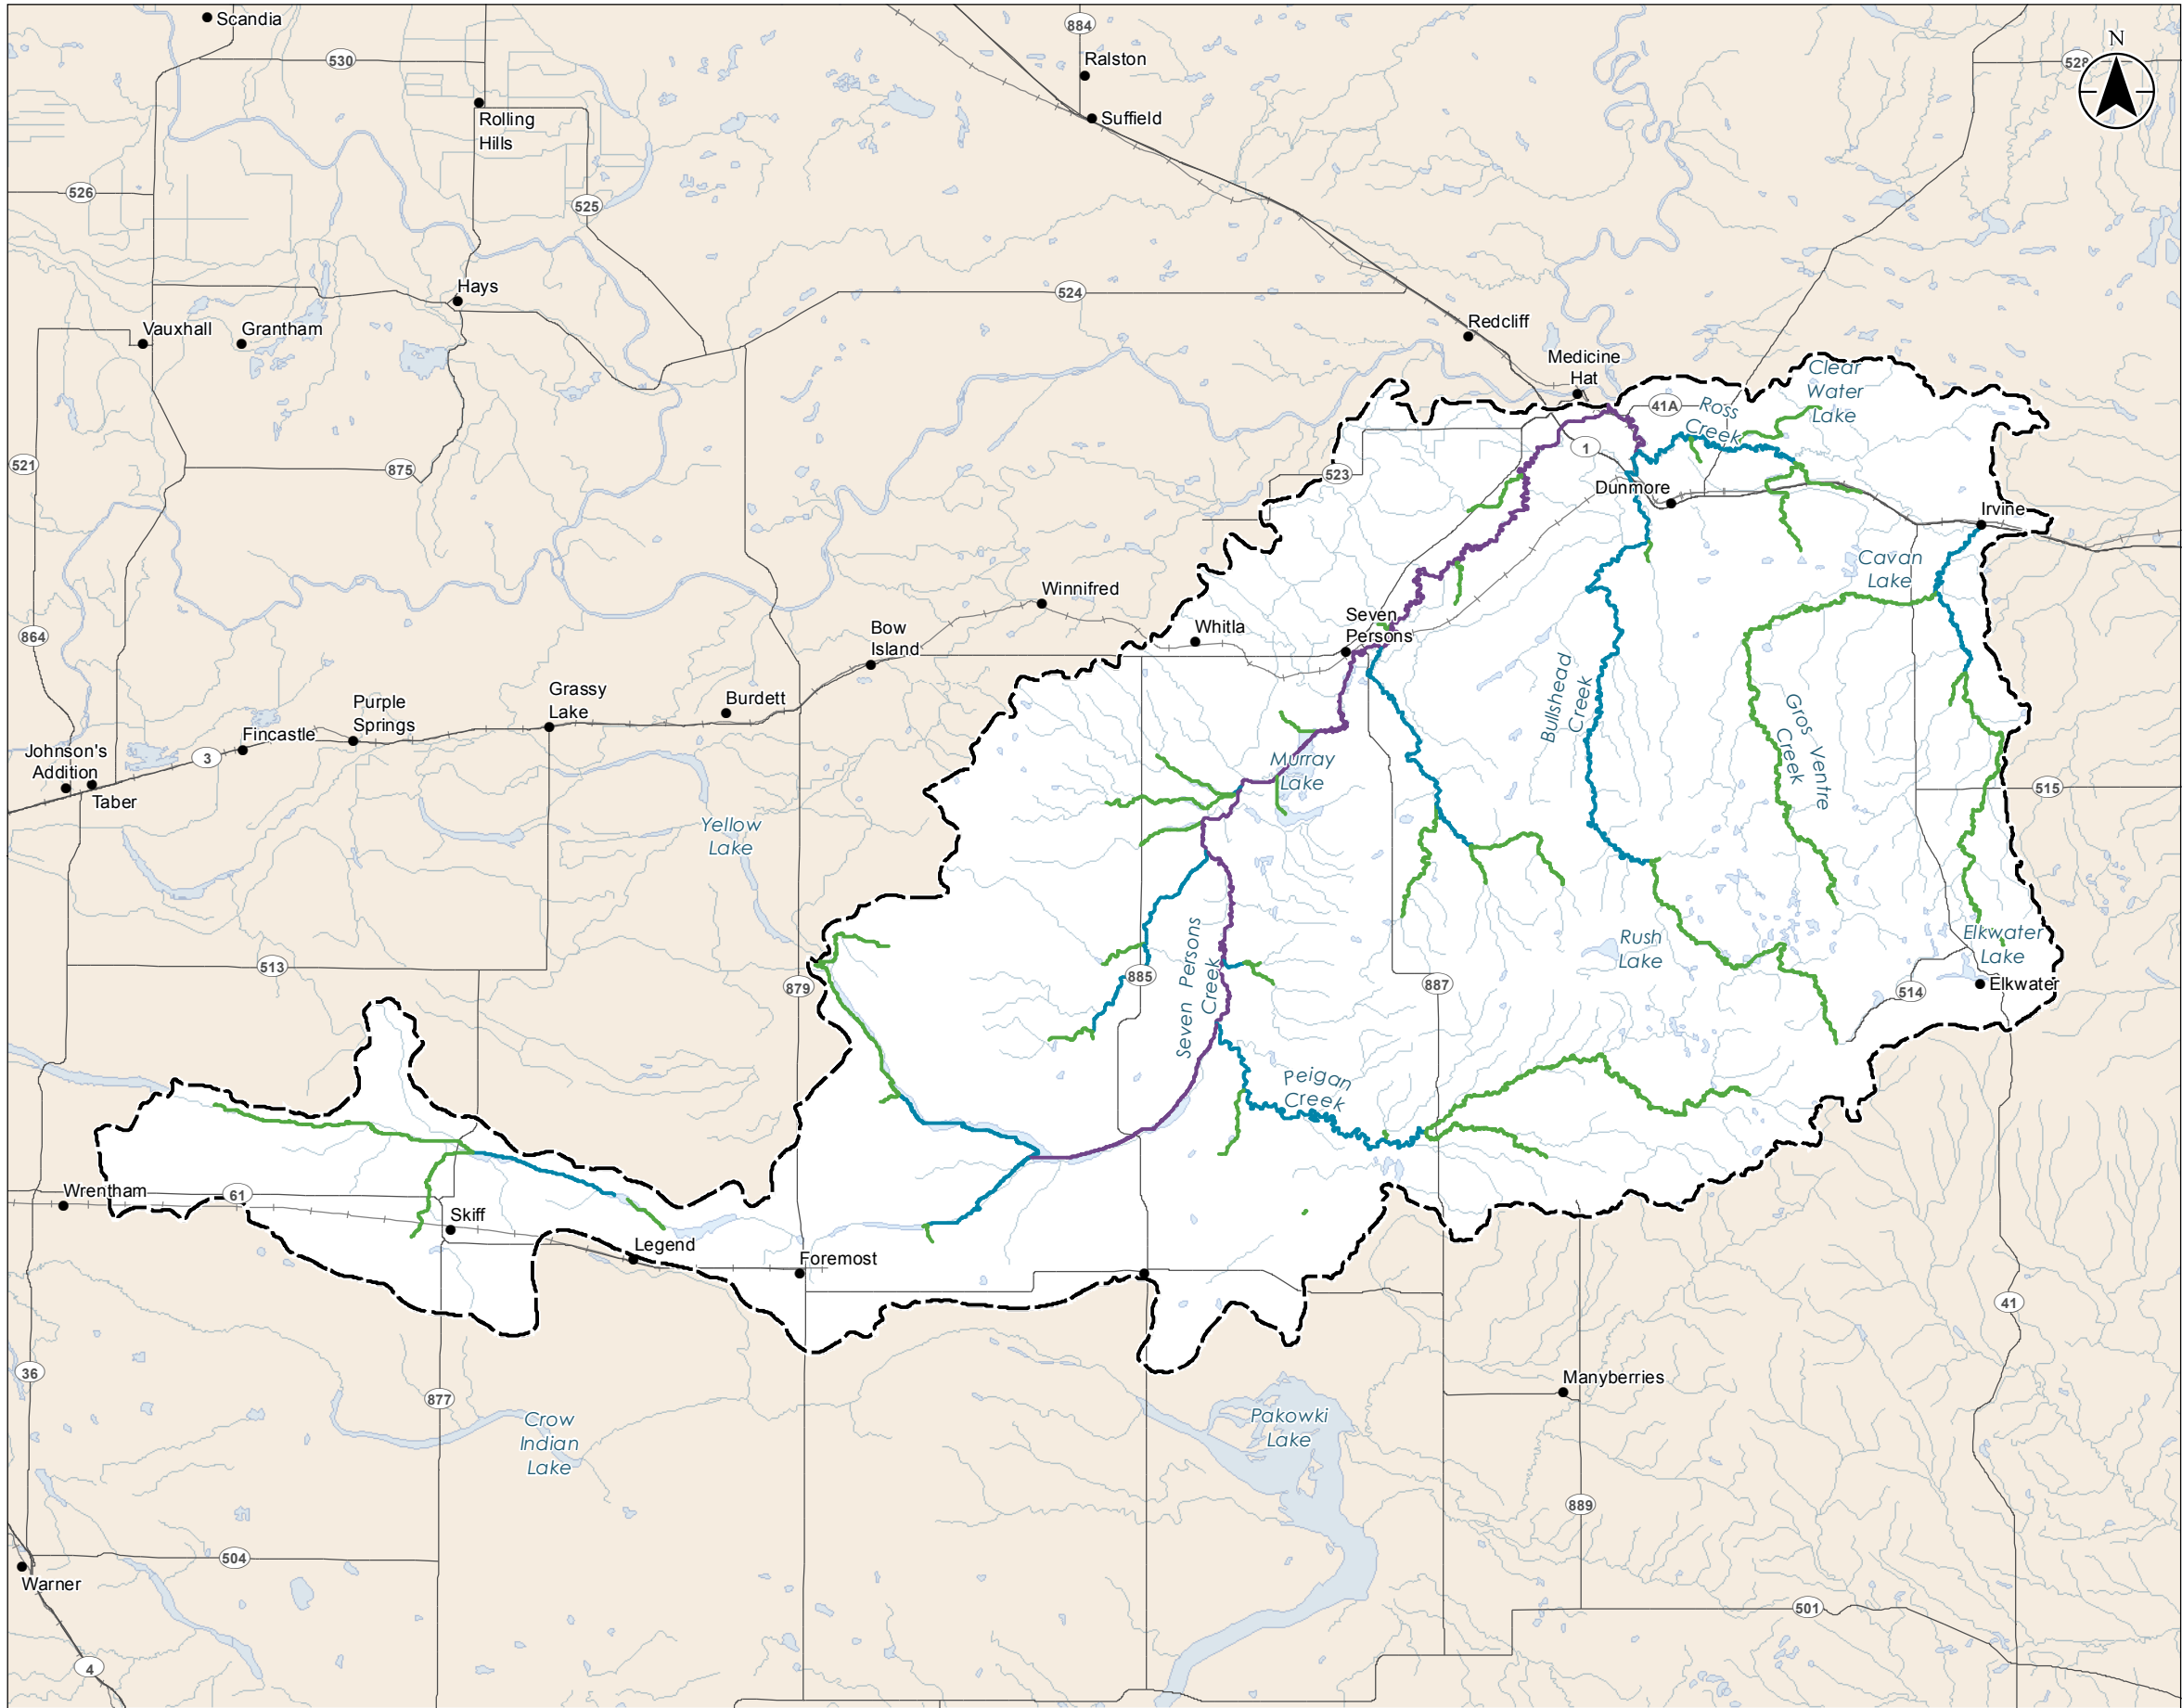 Scandia
884
N
530
Ralston
528
Rolling
Hills
Suffield
526
525
Hays
524
Vauxhall
Grantham
Redcliff
Medicine
Hat
Clear
Water
Lake
41A
Ross
Creek
1
521
875
523
Dunmore
Irvine
Cavan
Lake
Winnifred
Seven
Persons
Whitla
864
Bow
Island
Bullshead
Creek
Gros Ventre
Creek
Grassy
Lake
Burdett
Purple
Springs
Fincastle
Johnson's
Addition
3
Taber
Murray
Lake
515
Yellow
Lake
Rush
Lake
Elkwater
Lake
Elkwater
513
879
885
887
514
Seven Persons
Creek
Peigan
Creek
Wrentham
61
Skiff
Legend
Foremost
41
36
877
Manyberries
Crow
Indian
Lake
Pakowki
Lake
889
504
Warner
501
4